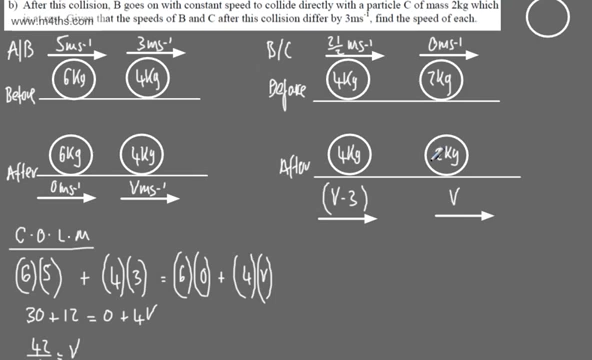 b) After this collision, B goes on with constant speed to collide directly with a particle C of mass 2kg which
that the speeds of B and C after this collision differ by 3ms⁻¹, find the speed of each.
www.m4ths.com
A/B 5ms⁻¹ 3ms⁻¹
Before 6Kg 4Kg
After 6Kg 4Kg
0ms⁻¹ Vms⁻¹
B/C 21/2 ms⁻¹ 0ms⁻¹
Before 4Kg 2Kg
After 4Kg 2Kg
(V-3) V
C.O.L.M
(6)(5) + (4)(3) = (6)(0) + (4)(V)
30 + 12 = 0 + 4V
42 = V